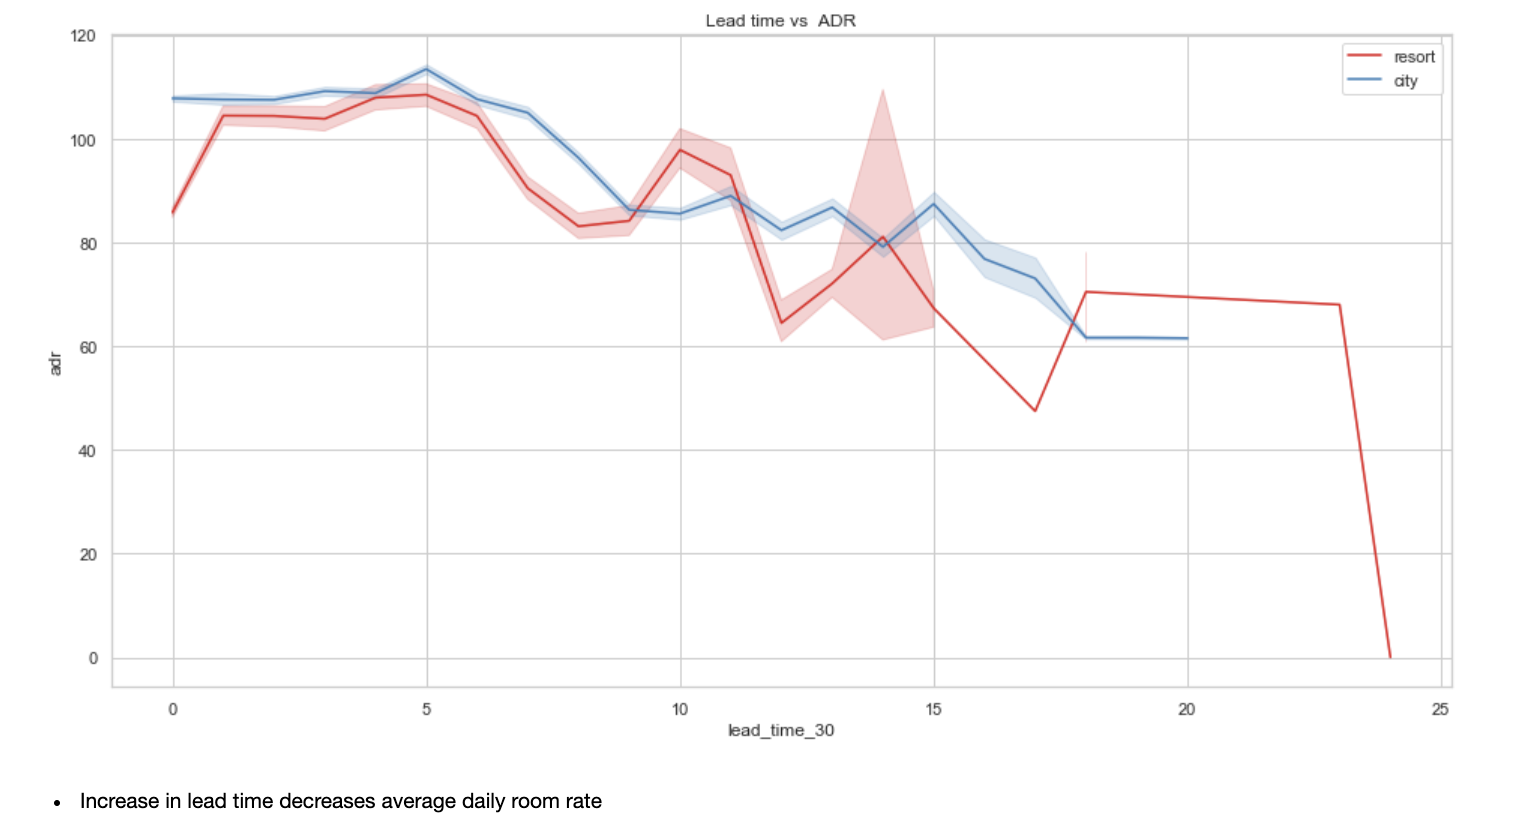 Lead time vs ADR
120
100
80
60
40
20
0
adr
resort
city
0 5 10 15 20 25
lead_time_30
• Increase in lead time decreases average daily room rate